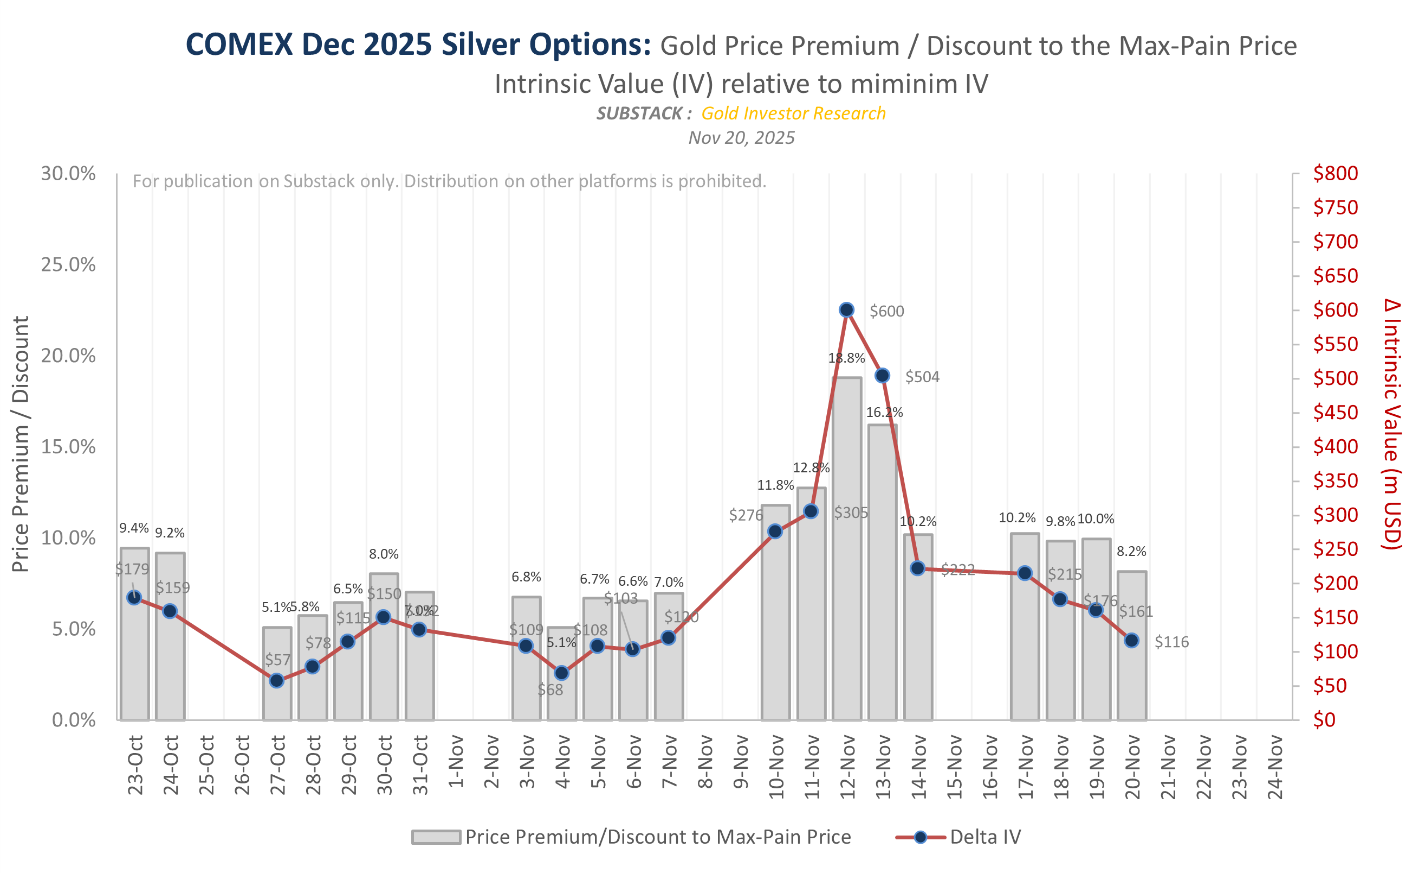 COMEX Dec 2025 Silver Options: Gold Price Premium / Discount to the Max-Pain Price
Intrinsic Value (IV) relative to miminim IV
SUBSTACK : Gold Investor Research
Nov 20, 2025
For publication on Substack only. Distribution on other platforms is prohibited.
Price Premium / Discount
30.0%
25.0%
20.0%
15.0%
10.0%
5.0%
0.0%
9.4%
9.2%
5.1%
5.8%
6.5%
8.0%
7.0%
6.8%
5.1%
6.7%
6.6%
7.0%
11.8%
12.8%
18.8%
16.2%
10.2%
10.2%
9.8%
10.0%
8.2%
$179
$159
$57
$78
$115
$150
$109
$68
$108
$103
$120
$276
$305
$600
$504
$222
$215
$176
$161
$116
$800
$750
$700
$650
$600
$550
$500
$450
$400
$350
$300
$250
$200
$150
$100
$50
$0
Δ Intrinsic Value (m USD)
23-Oct
24-Oct
25-Oct
26-Oct
27-Oct
28-Oct
29-Oct
30-Oct
31-Oct
1-Nov
2-Nov
3-Nov
4-Nov
5-Nov
6-Nov
7-Nov
8-Nov
9-Nov
10-Nov
11-Nov
12-Nov
13-Nov
14-Nov
15-Nov
16-Nov
17-Nov
18-Nov
19-Nov
20-Nov
21-Nov
22-Nov
23-Nov
24-Nov
Price Premium/Discount to Max-Pain Price
Delta IV